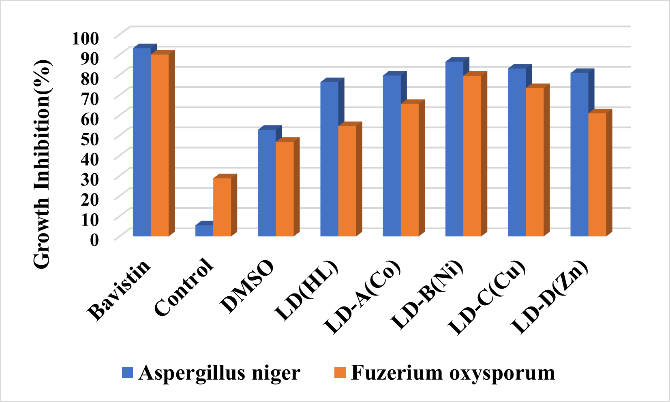 Growth Inhibition(%)
100
90
80
70
60
50
40
30
20
10
0
Bavistin
Control
DMSO
LD(HL)
LD-A(Co)
LD-B(Ni)
LD-C(Cu)
LD-D(Zn)
Aspergillus niger
Fuzerium oxysporum